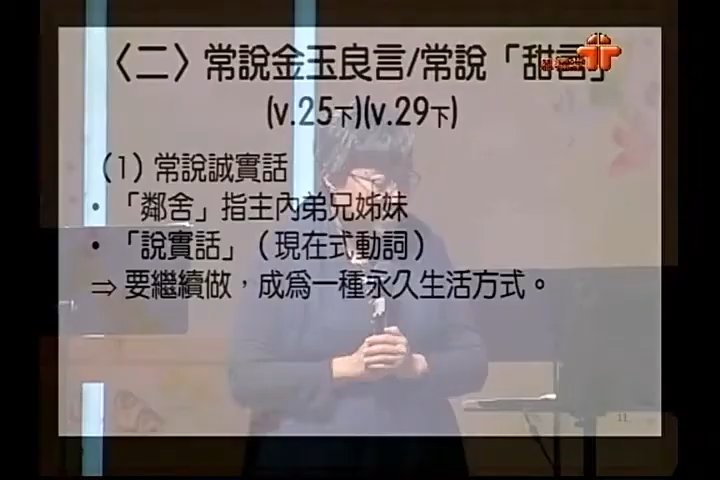 〈二〉常說金玉良言/常說「甜言」
(v.25下)(v.29下)
（1）常說誠實話
• 「鄰舍」指主內弟兄姊妹
• 「說實話」（現在式動詞）
⇒ 要繼續做，成為一種永久生活方式。
11